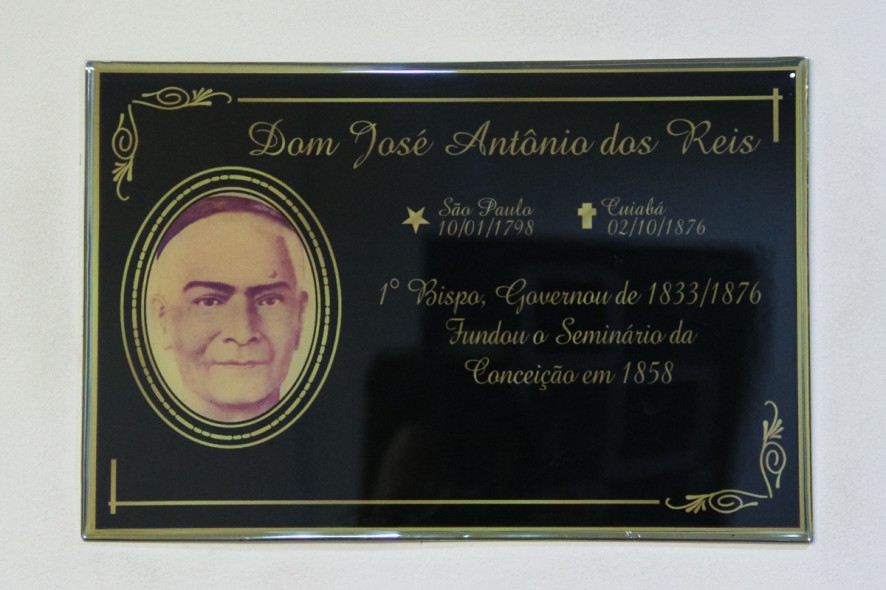 Dom José Antônio dos Reis
São Paulo
10/01/1798
Cuiabá
02/10/1876
1º Bispo, Governou de 1833/1876
Fundou o Seminário da
Conceição em 1858